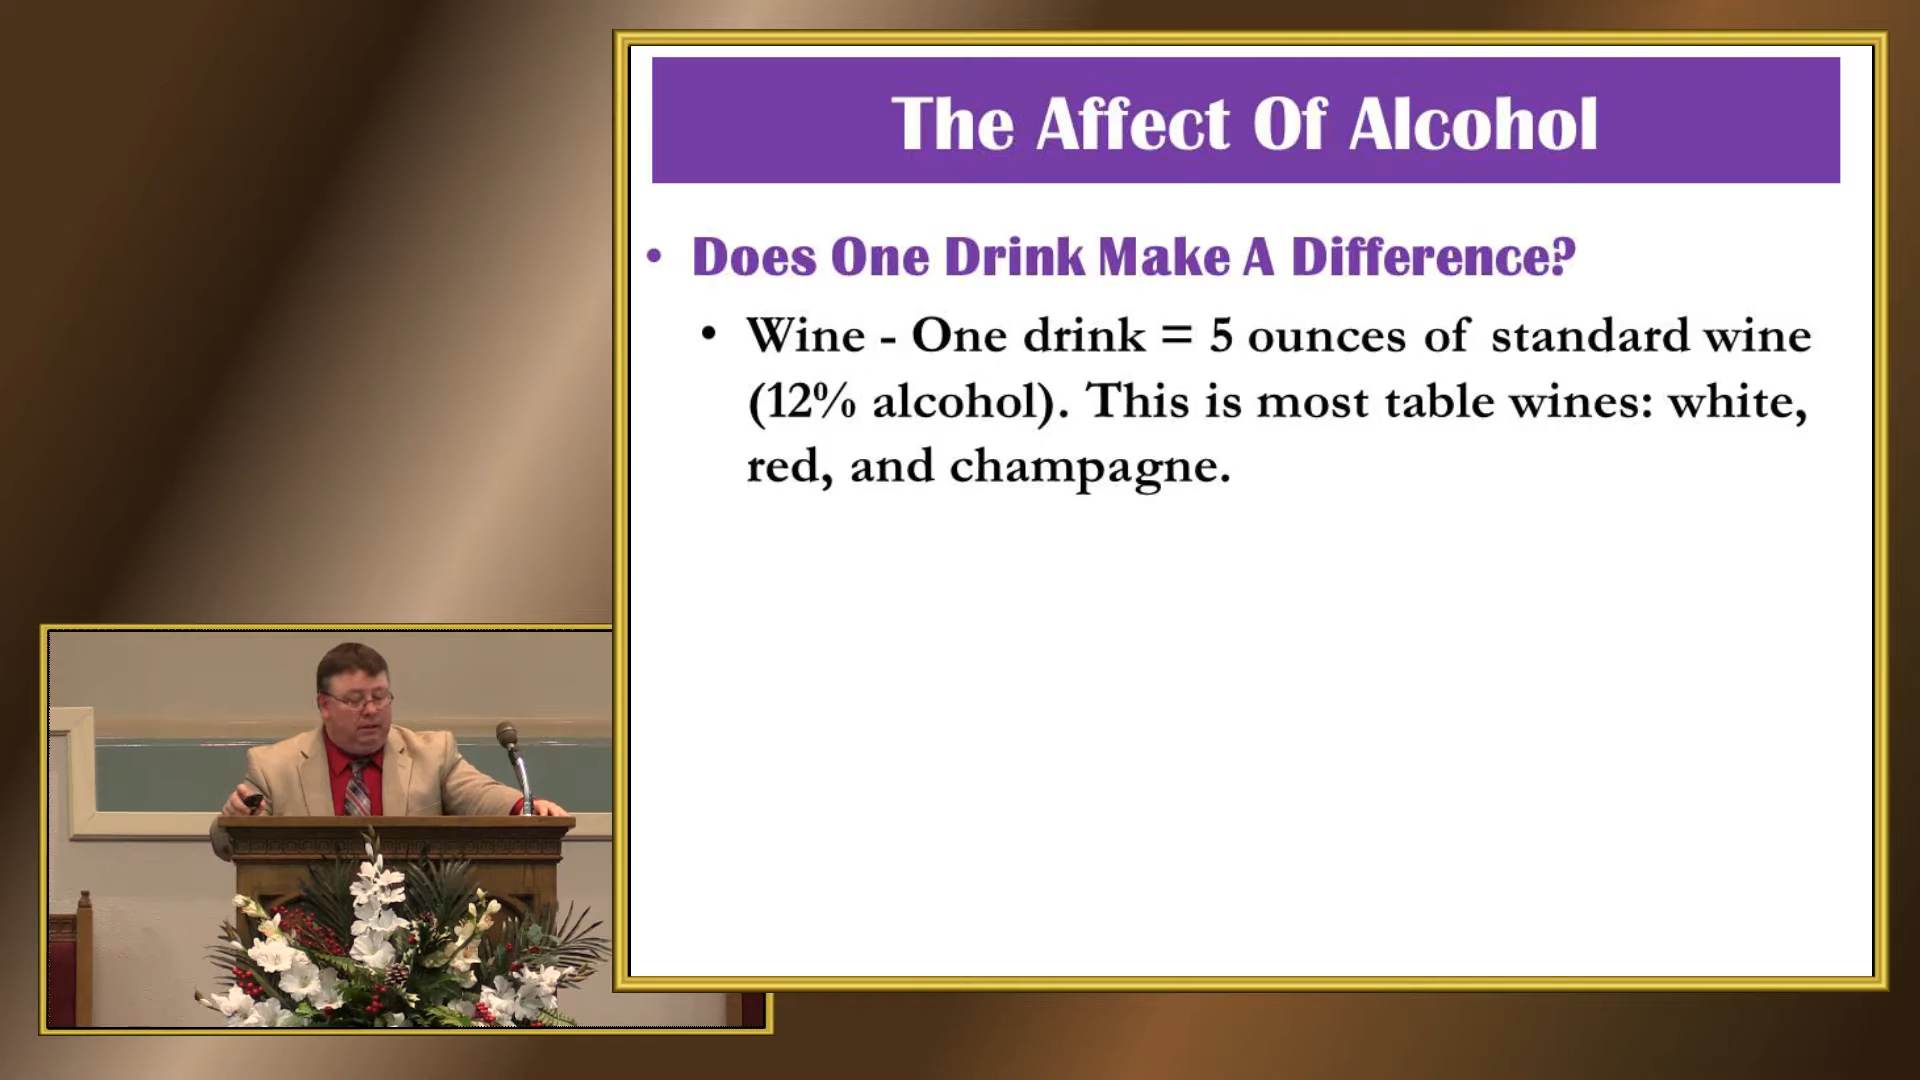 The Affect Of Alcohol
• Does One Drink Make A Difference?
• Wine - One drink = 5 ounces of standard wine
(12% alcohol). This is most table wines: white,
red, and champagne.